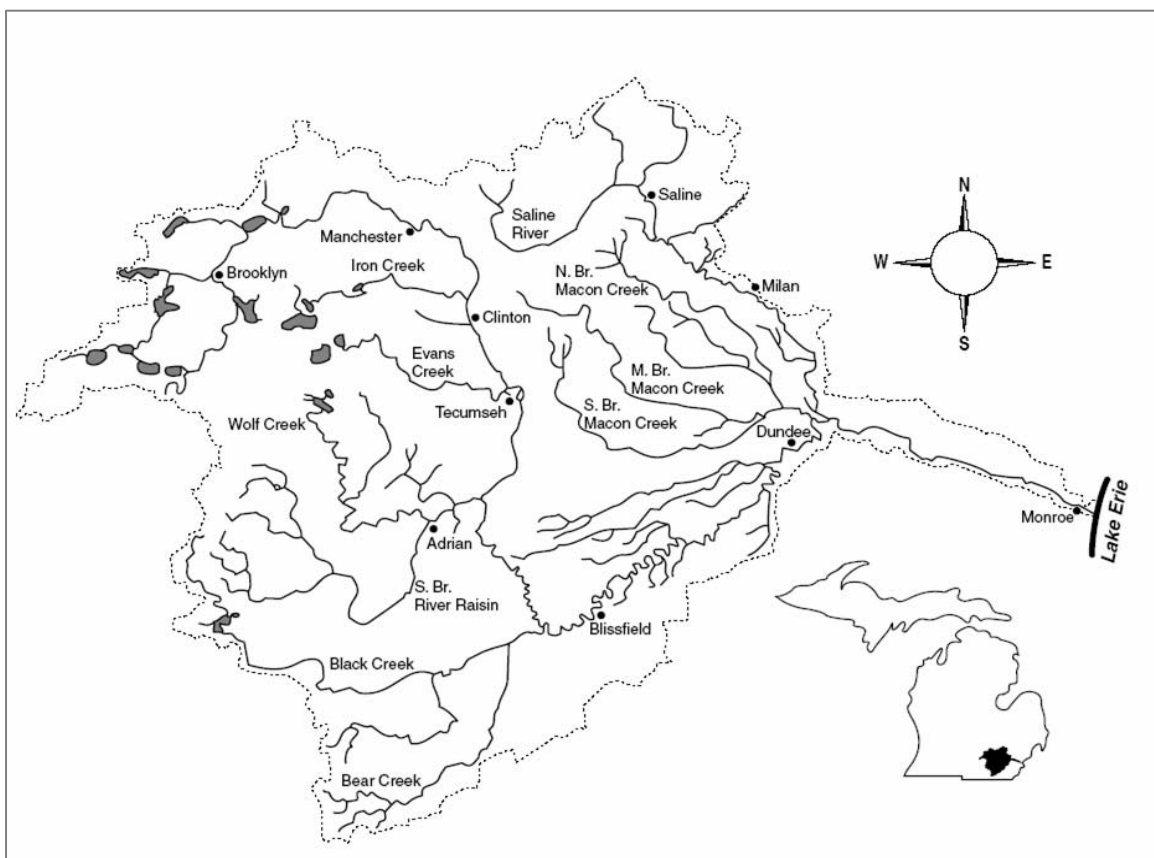 Saline
Saline
River
Manchester
N
W
E
S
Iron Creek
Brooklyn
N. Br.
Macon Creek
Milan
Clinton
Evans
Creek
M. Br.
Macon Creek
Tecumseh
S. Br.
Macon Creek
Wolf Creek
Dundee
Monroe
Lake Erie
Adrian
S. Br.
River Raisin
Blissfield
Black Creek
Bear Creek